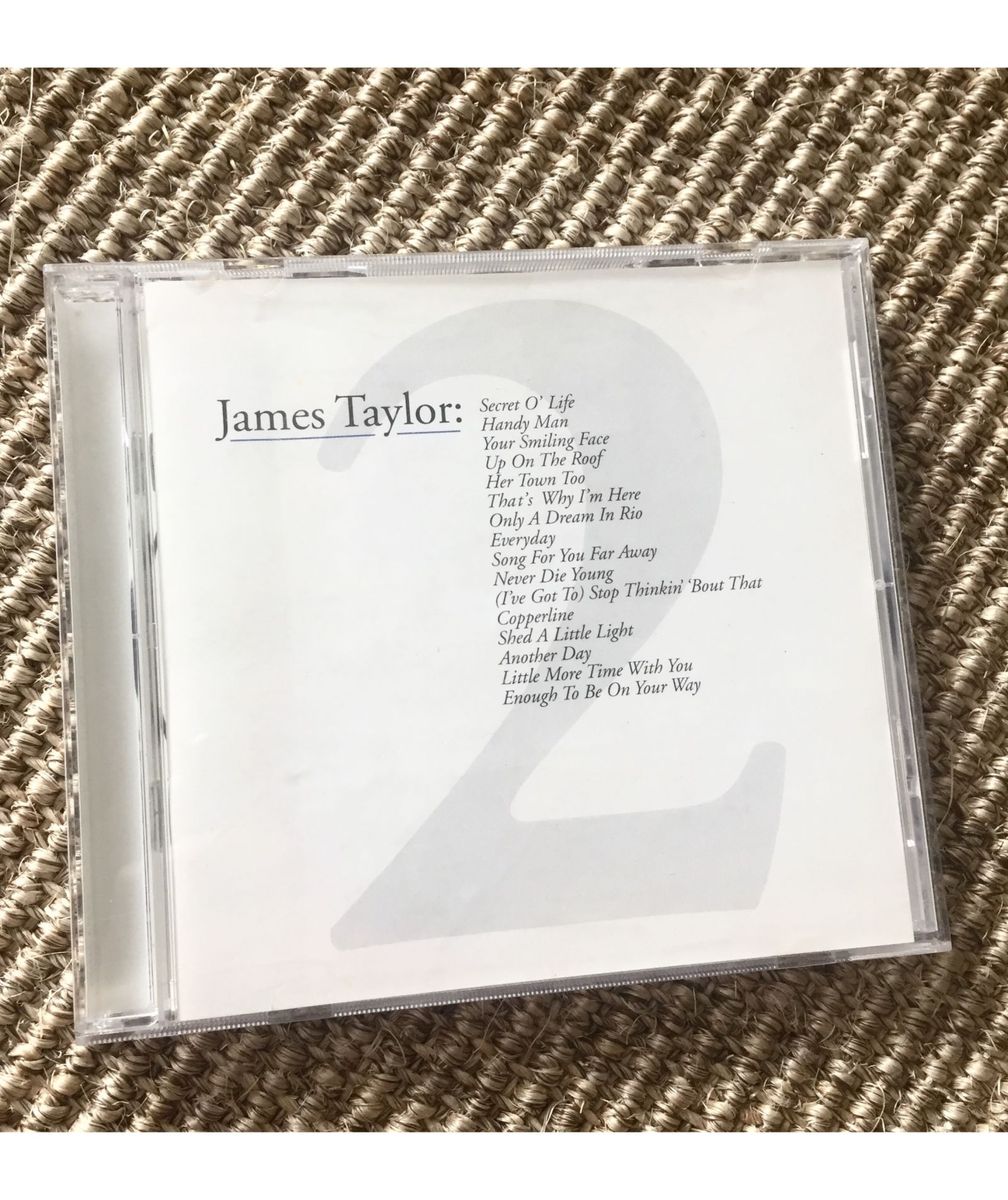 2
James Taylor:
Secret O' Life
Handy Man
Your Smiling Face
Up On The Roof
Her Town Too
That's Why I'm Here
Only A Dream In Rio
Everyday
Song For You Far Away
Never Die Young
(I've Got To) Stop Thinkin' ‘Bout That
Copperline
Shed A Little Light
Another Day
Little More Time With You
Enough To Be On Your Way